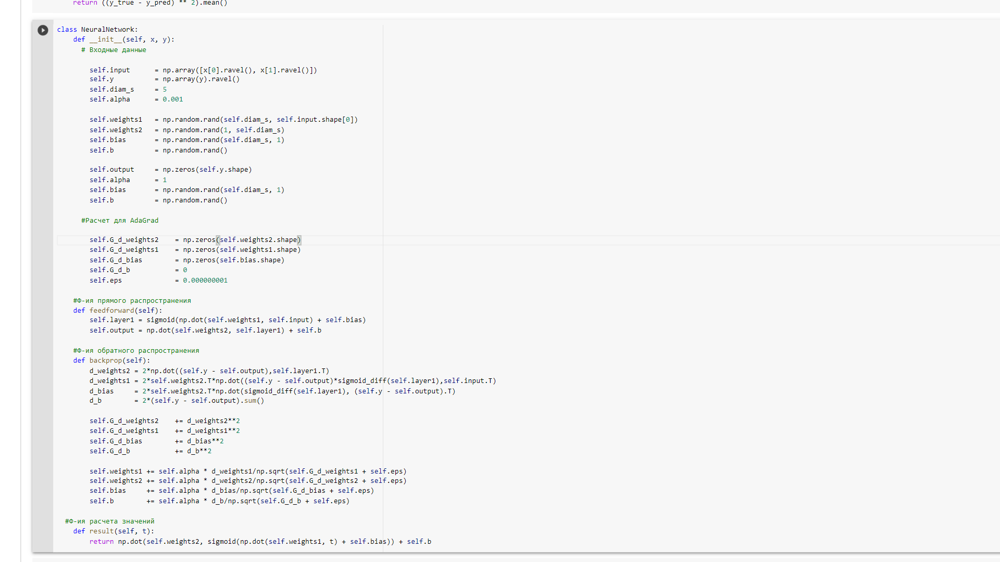 return ((y_true - y_pred) ** 2).mean()
class NeuralNetwork:
    def __init__(self, x, y):
      # Входные данные
        self.input      = np.array([x[0].ravel(), x[1].ravel()])
        self.y          = np.array(y).ravel()
        self.diam_s     = 5
        self.alpha      = 0.001
        self.weights1   = np.random.rand(self.diam_s, self.input.shape[0])
        self.weights2   = np.random.rand(1, self.diam_s)
        self.bias       = np.random.rand(self.diam_s, 1)
        self.b          = np.random.rand()
        self.output     = np.zeros(self.y.shape)
        self.alpha      = 1
        self.bias       = np.random.rand(self.diam_s, 1)
        self.b          = np.random.rand()
      #Расчет для AdaGrad
        self.G_d_weights2    = np.zeros(self.weights2.shape)
        self.G_d_weights1    = np.zeros(self.weights1.shape)
        self.G_d_bias        = np.zeros(self.bias.shape)
        self.G_d_b           = 0
        self.eps             = 0.000000001
    #Ф-ия прямого распространения
    def feedforward(self):
        self.layer1 = sigmoid(np.dot(self.weights1, self.input) + self.bias)
        self.output = np.dot(self.weights2, self.layer1) + self.b
    #Ф-ия обратного распространения
    def backprop(self):
        d_weights2 = 2*np.dot((self.y - self.output),self.layer1.T)
        d_weights1 = 2*self.weights2.T*np.dot((self.y - self.output)*sigmoid_diff(self.layer1),self.input.T)
        d_bias     = 2*self.weights2.T*np.dot(sigmoid_diff(self.layer1), (self.y - self.output).T)
        d_b        = 2*(self.y - self.output).sum()
        self.G_d_weights2    += d_weights2**2
        self.G_d_weights1    += d_weights1**2
        self.G_d_bias        += d_bias**2
        self.G_d_b           += d_b**2
        self.weights1 += self.alpha * d_weights1/np.sqrt(self.G_d_weights1 + self.eps)
        self.weights2 += self.alpha * d_weights2/np.sqrt(self.G_d_weights2 + self.eps)
        self.bias     += self.alpha * d_bias/np.sqrt(self.G_d_bias + self.eps)
        self.b        += self.alpha * d_b/np.sqrt(self.G_d_b + self.eps)
  #Ф-ия расчета значений
    def result(self, t):
        return np.dot(self.weights2, sigmoid(np.dot(self.weights1, t) + self.bias)) + self.b